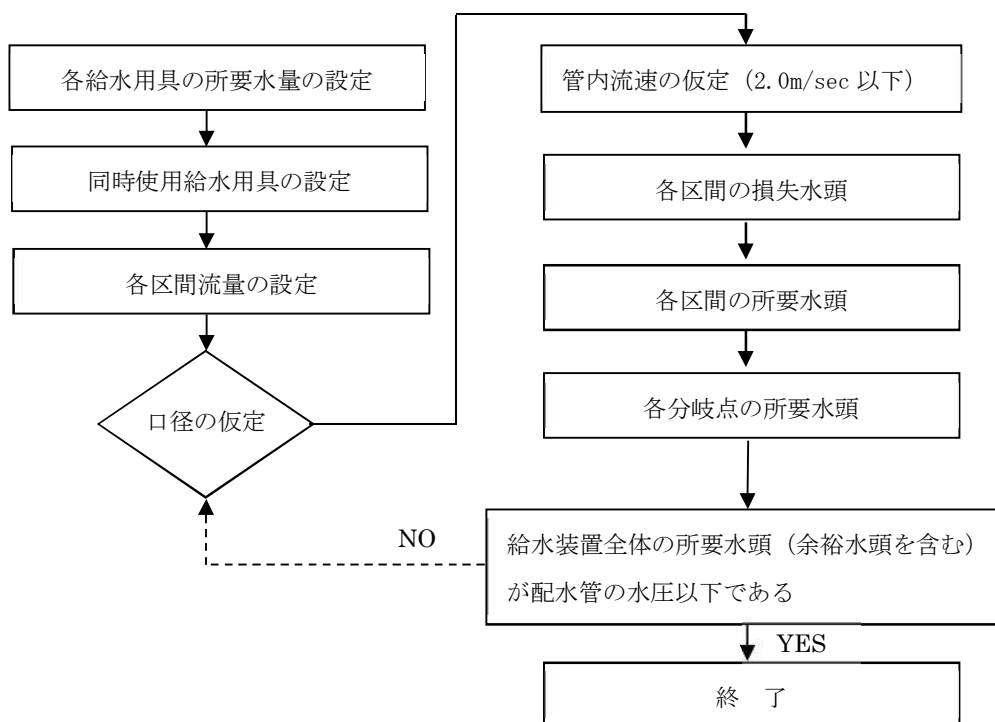 各給水用具の所要水量の設定
同時使用給水用具の設定
各区間流量の設定
口径の仮定
管内流速の仮定（2.0m/sec 以下）
各区間の損失水頭
各区間の所要水頭
各分岐点の所要水頭
給水装置全体の所要水頭（余裕水頭を含む）
が配水管の水圧以下である
NO
YES
終　了